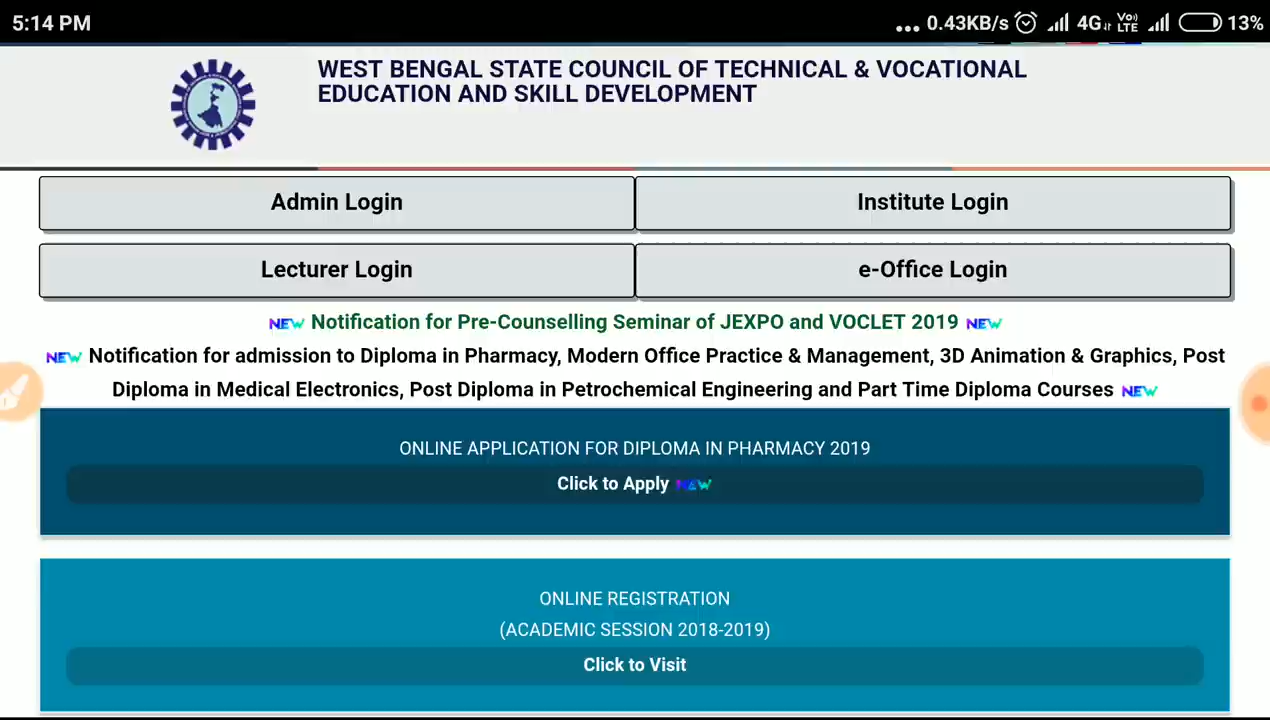 5:14 PM
... 0.43KB/s 4G Vo) LTE 13%
WEST BENGAL STATE COUNCIL OF TECHNICAL & VOCATIONAL
EDUCATION AND SKILL DEVELOPMENT
Admin Login
Institute Login
Lecturer Login
e-Office Login
NEW Notification for Pre-Counselling Seminar of JEXPO and VOCLET 2019 NEW
NEW Notification for admission to Diploma in Pharmacy, Modern Office Practice & Management, 3D Animation & Graphics, Post
Diploma in Medical Electronics, Post Diploma in Petrochemical Engineering and Part Time Diploma Courses NEW
ONLINE APPLICATION FOR DIPLOMA IN PHARMACY 2019
Click to Apply NEW
ONLINE REGISTRATION
(ACADEMIC SESSION 2018-2019)
Click to Visit